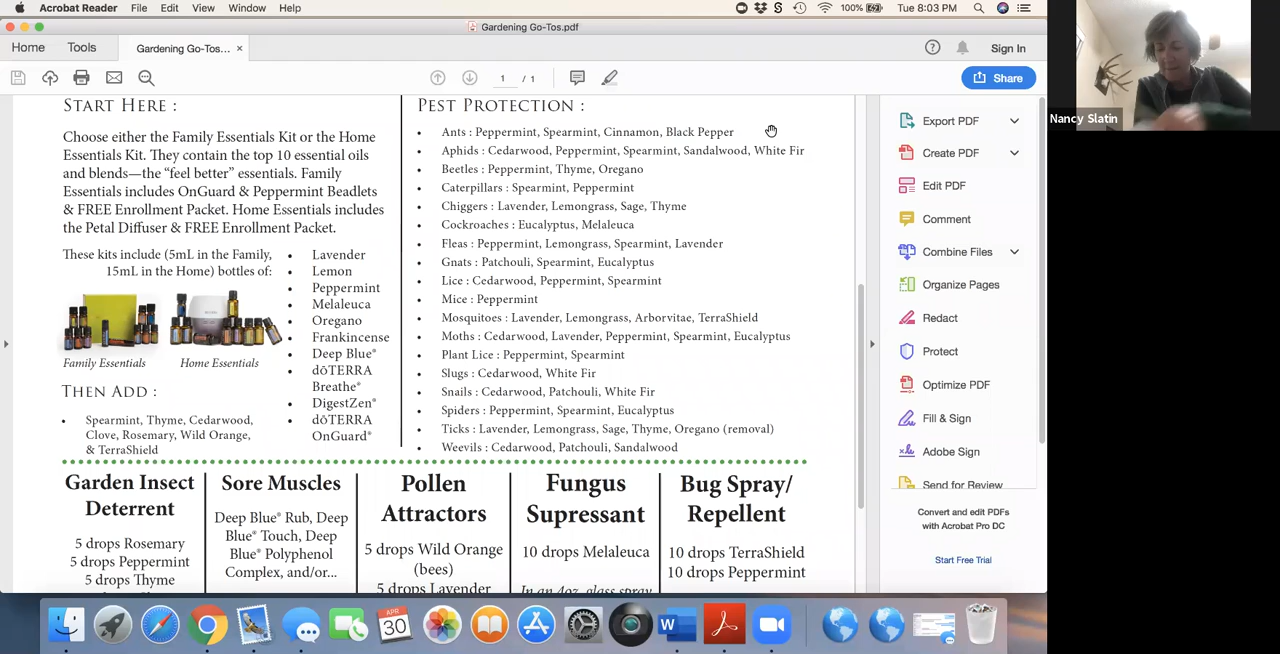 Acrobat Reader File Edit View Window Help
100% Tue 8:03 PM
Gardening Go-Tos.pdf
Home Tools Gardening Go-Tos... × Sign In
1 / 1
Share
START HERE :
Choose either the Family Essentials Kit or the Home
Essentials Kit. They contain the top 10 essential oils
and blends—the “feel better” essentials. Family
Essentials includes OnGuard & Peppermint Beadlets
& FREE Enrollment Packet. Home Essentials includes
the Petal Diffuser & FREE Enrollment Packet.
These kits include (5mL in the Family,
15mL in the Home) bottles of:
• Lavender
• Lemon
• Peppermint
• Melaleuca
• Oregano
• Frankincense
• Deep Blue®
• dōTERRA
Breathe®
• DigestZen®
• dōTERRA
OnGuard®
Family Essentials Home Essentials
THEN ADD :
• Spearmint, Thyme, Cedarwood,
Clove, Rosemary, Wild Orange,
& TerraShield
PEST PROTECTION :
• Ants : Peppermint, Spearmint, Cinnamon, Black Pepper
• Aphids : Cedarwood, Peppermint, Spearmint, Sandalwood, White Fir
• Beetles : Peppermint, Thyme, Oregano
• Caterpillars : Spearmint, Peppermint
• Chiggers : Lavender, Lemongrass, Sage, Thyme
• Cockroaches : Eucalyptus, Melaleuca
• Fleas : Peppermint, Lemongrass, Spearmint, Lavender
• Gnats : Patchouli, Spearmint, Eucalyptus
• Lice : Cedarwood, Peppermint, Spearmint
• Mice : Peppermint
• Mosquitoes : Lavender, Lemongrass, Arborvitae, TerraShield
• Moths : Cedarwood, Lavender, Peppermint, Spearmint, Eucalyptus
• Plant Lice : Peppermint, Spearmint
• Slugs : Cedarwood, White Fir
• Snails : Cedarwood, Patchouli, White Fir
• Spiders : Peppermint, Spearmint, Eucalyptus
• Ticks : Lavender, Lemongrass, Sage, Thyme, Oregano (removal)
• Weevils : Cedarwood, Patchouli, Sandalwood
Garden Insect
Deterrent
5 drops Rosemary
5 drops Peppermint
5 drops Thyme
Sore Muscles
Deep Blue® Rub, Deep
Blue® Touch, Deep
Blue® Polyphenol
Complex, and/or...
Pollen
Attractors
5 drops Wild Orange
(bees)
5 drops Lavender
Fungus
Supressant
10 drops Melaleuca
In an 4oz. glass spray
Bug Spray/
Repellent
10 drops TerraShield
10 drops Peppermint
Export PDF
Create PDF
Edit PDF
Comment
Combine Files
Organize Pages
Redact
Protect
Optimize PDF
Fill & Sign
Adobe Sign
Send for Review
Convert and edit PDFs
with Acrobat Pro DC
Start Free Trial
APR
30
W
Nancy Slatin